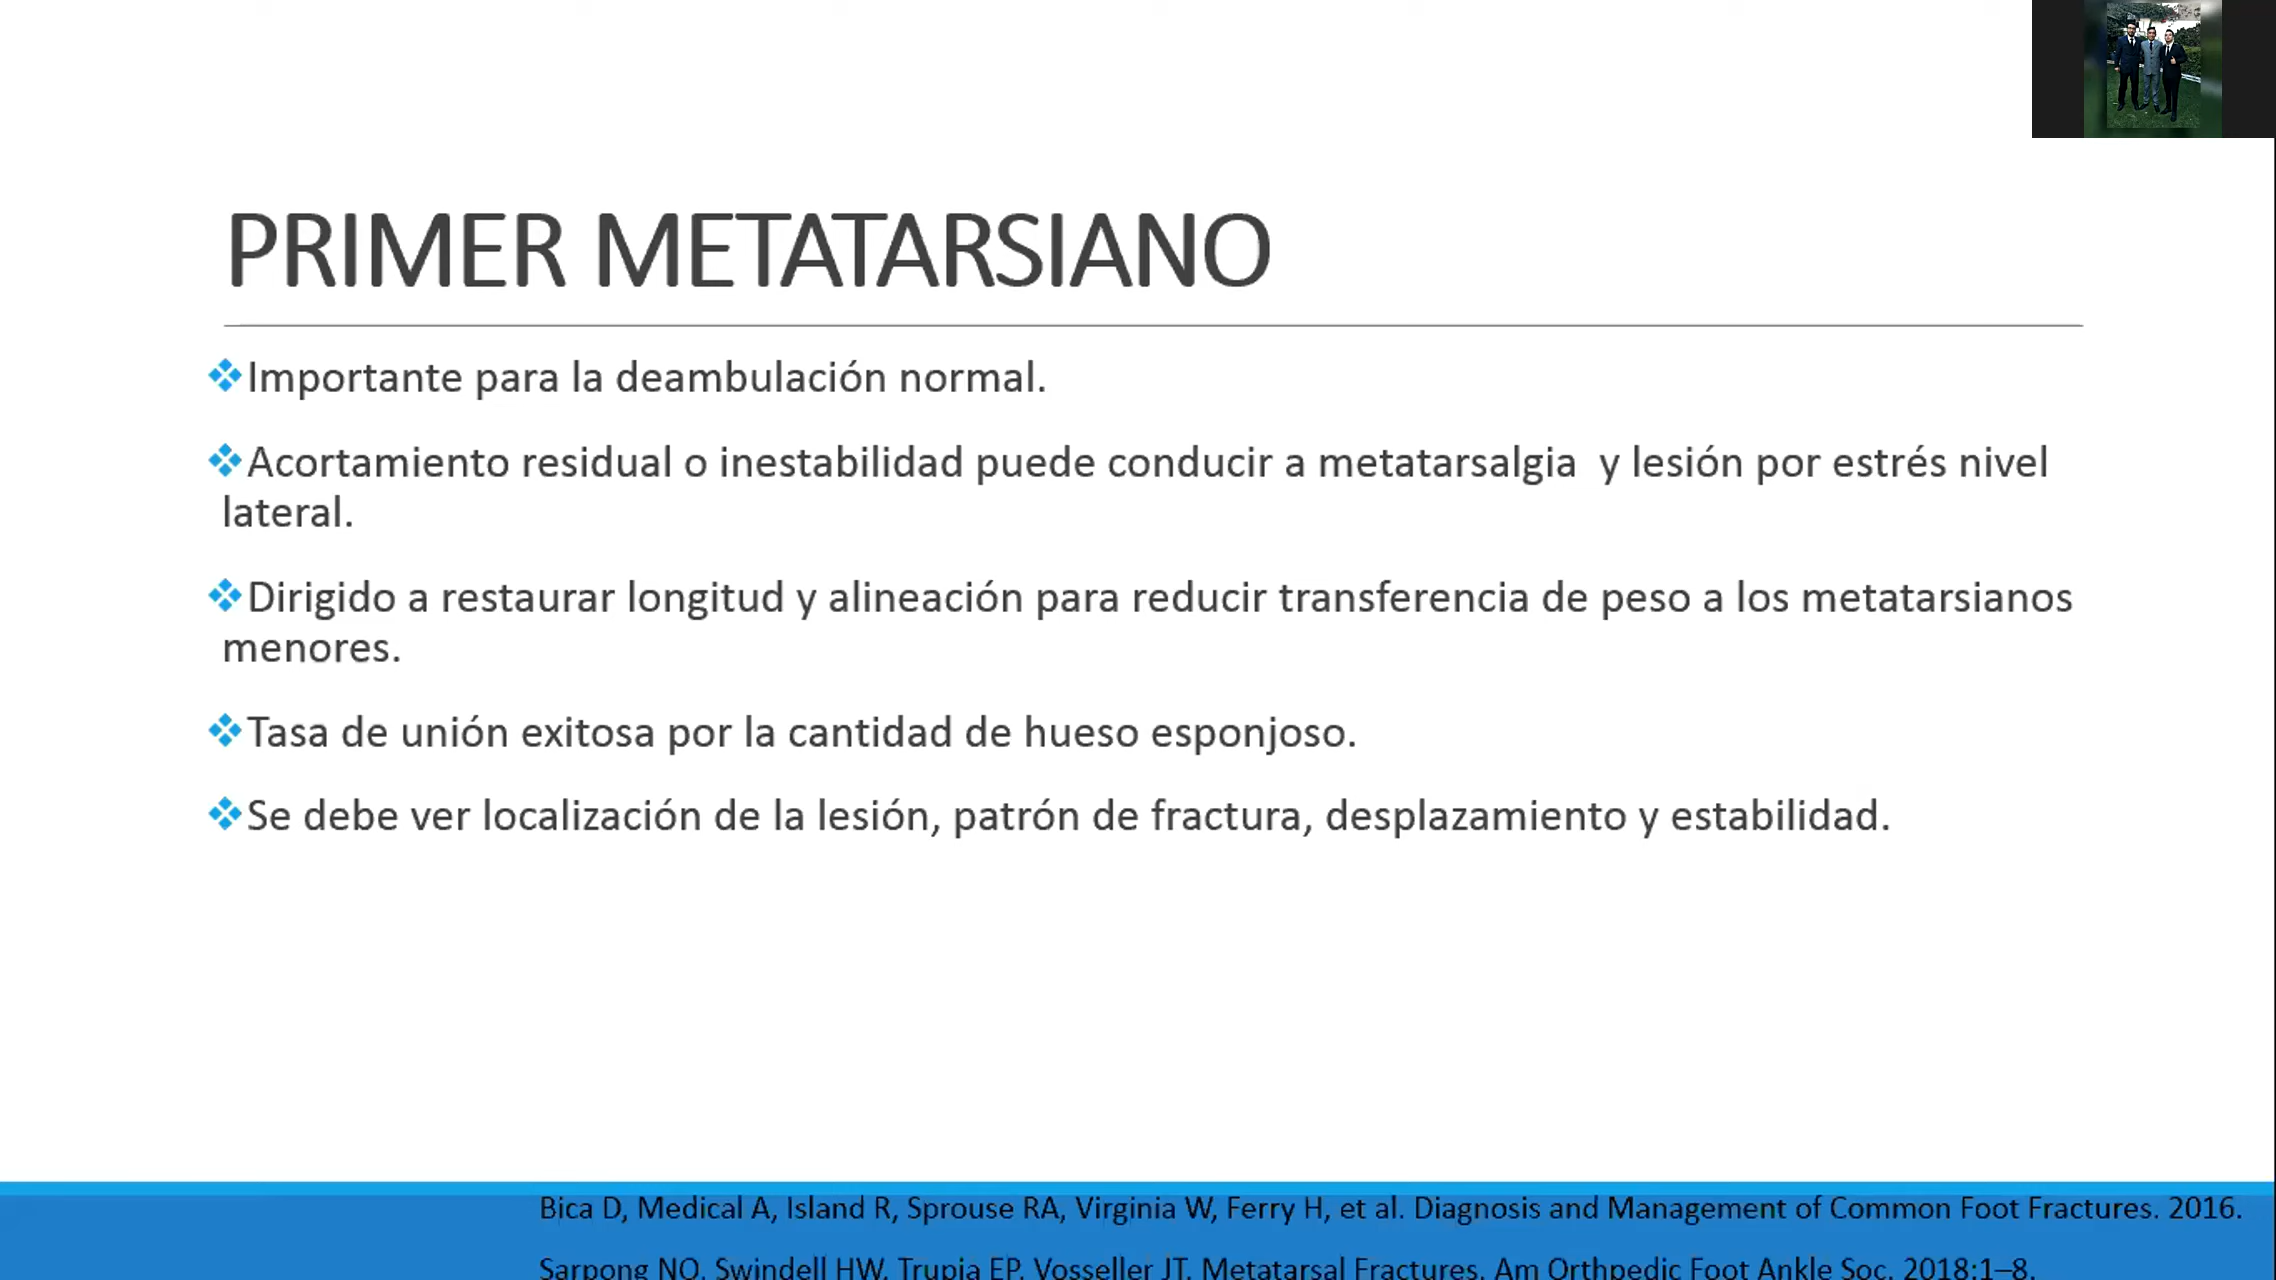 PRIMER METATARSIANO
Importante para la deambulación normal.
Acortamiento residual o inestabilidad puede conducir a metatarsalgia y lesión por estrés nivel
lateral.
Dirigido a restaurar longitud y alineación para reducir transferencia de peso a los metatarsianos
menores.
Tasa de unión exitosa por la cantidad de hueso esponjoso.
Se debe ver localización de la lesión, patrón de fractura, desplazamiento y estabilidad.
Bica D, Medical A, Island R, Sprouse RA, Virginia W, Ferry H, et al. Diagnosis and Management of Common Foot Fractures. 2016.
Sarpong NO, Swindell HW, Trupia EP, Vosseller JT. Metatarsal Fractures. Am Orthpedic Foot Ankle Soc. 2018:1–8.